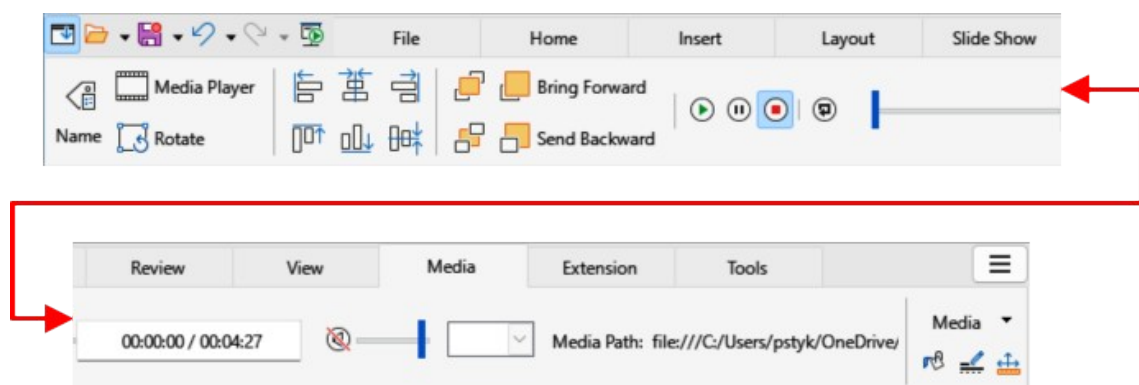 File Home Insert Layout Slide Show
Media Player Bring Forward
Name Rotate Send Backward
Review View Media Extension Tools
00:00:00 / 00:04:27 Media Path: file:///C:/Users/pstyk/OneDrive/ Media